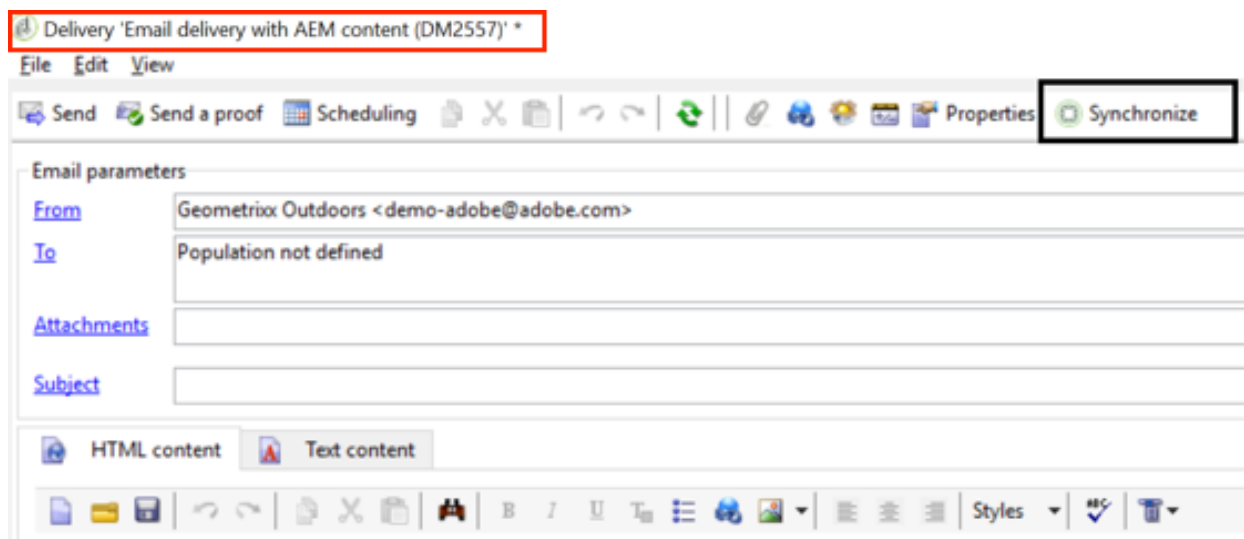 Delivery 'Email delivery with AEM content (DM2557)' *
File Edit View
Send Send a proof Scheduling Properties Synchronize
Email parameters
From Geometrixx Outdoors <demo-adobe@adobe.com>
To Population not defined
Attachments
Subject
HTML content Text content
B I U Styles